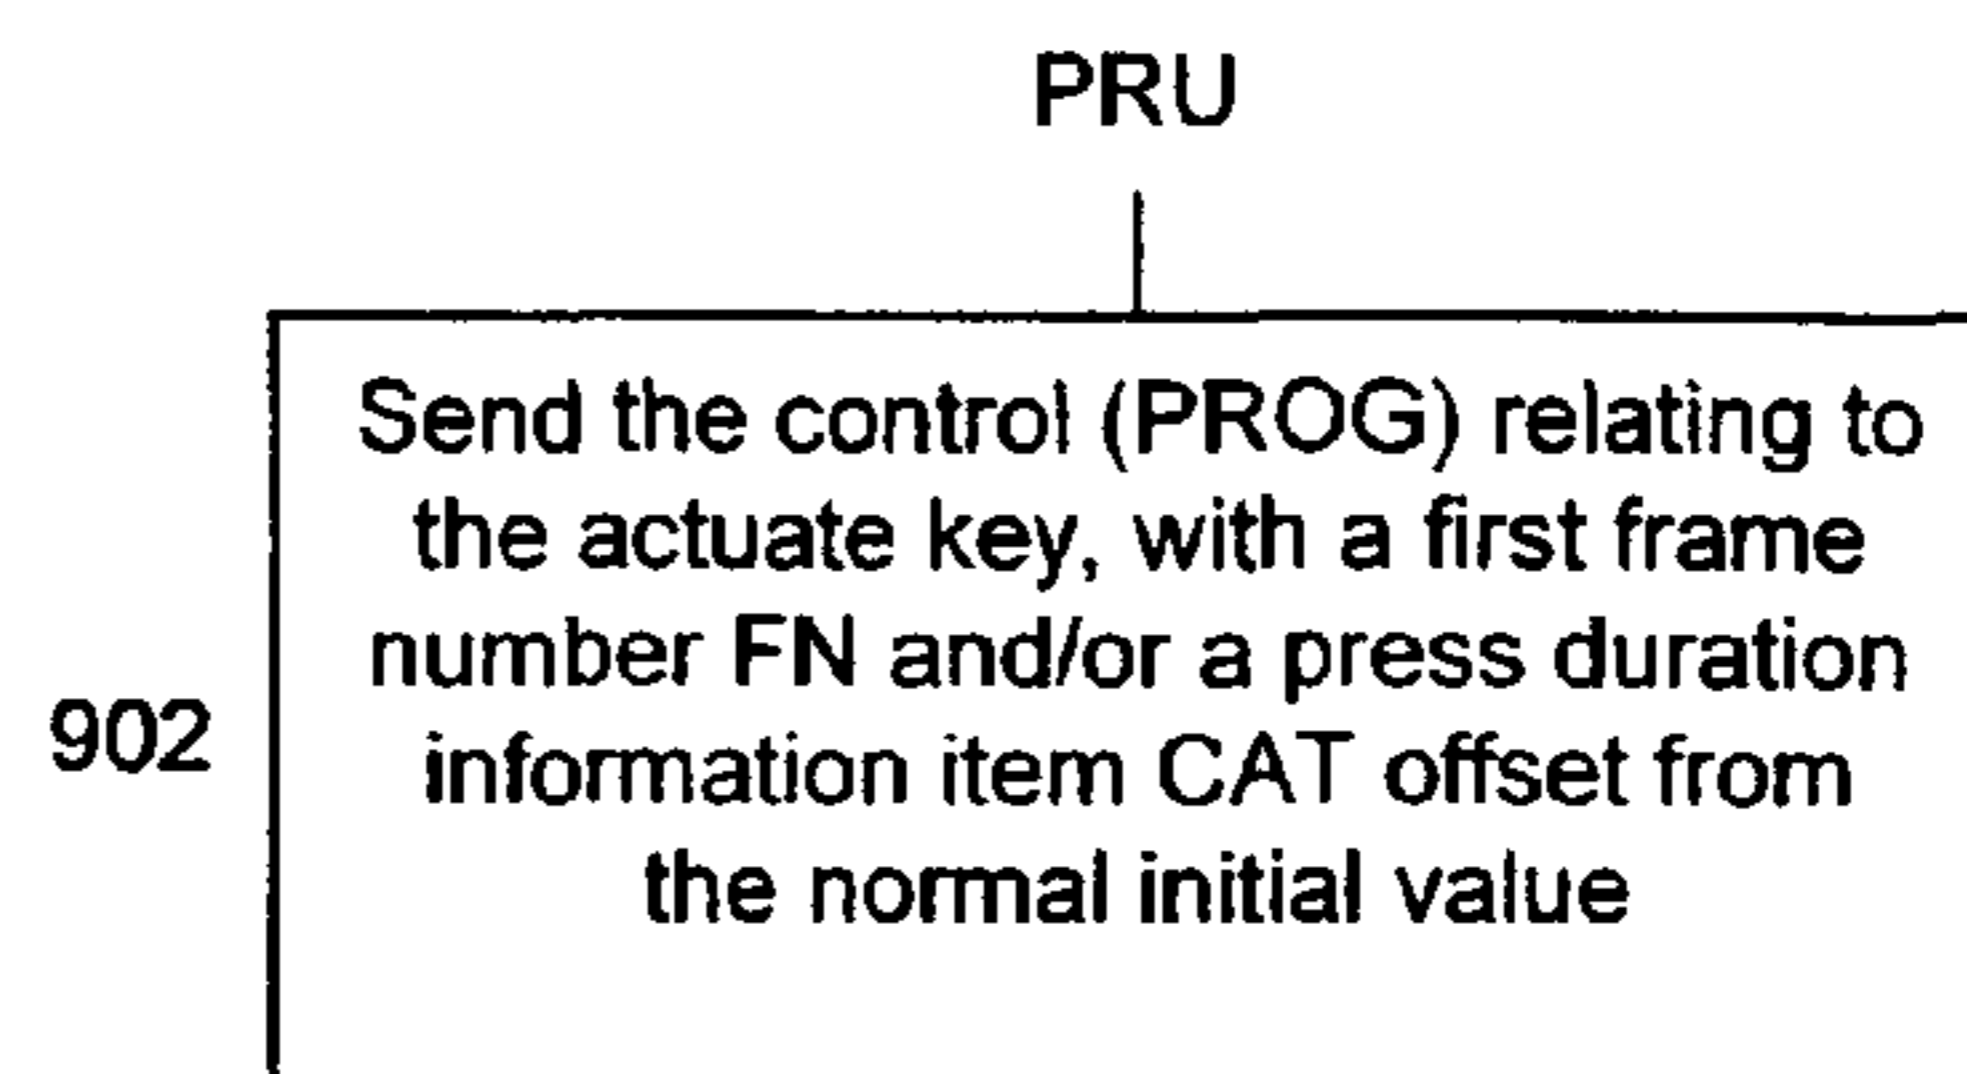 PRU
Send the control (PROG) relating to
the actuate key, with a first frame
number FN and/or a press duration
902
information item CAT offset from
the normal initial value